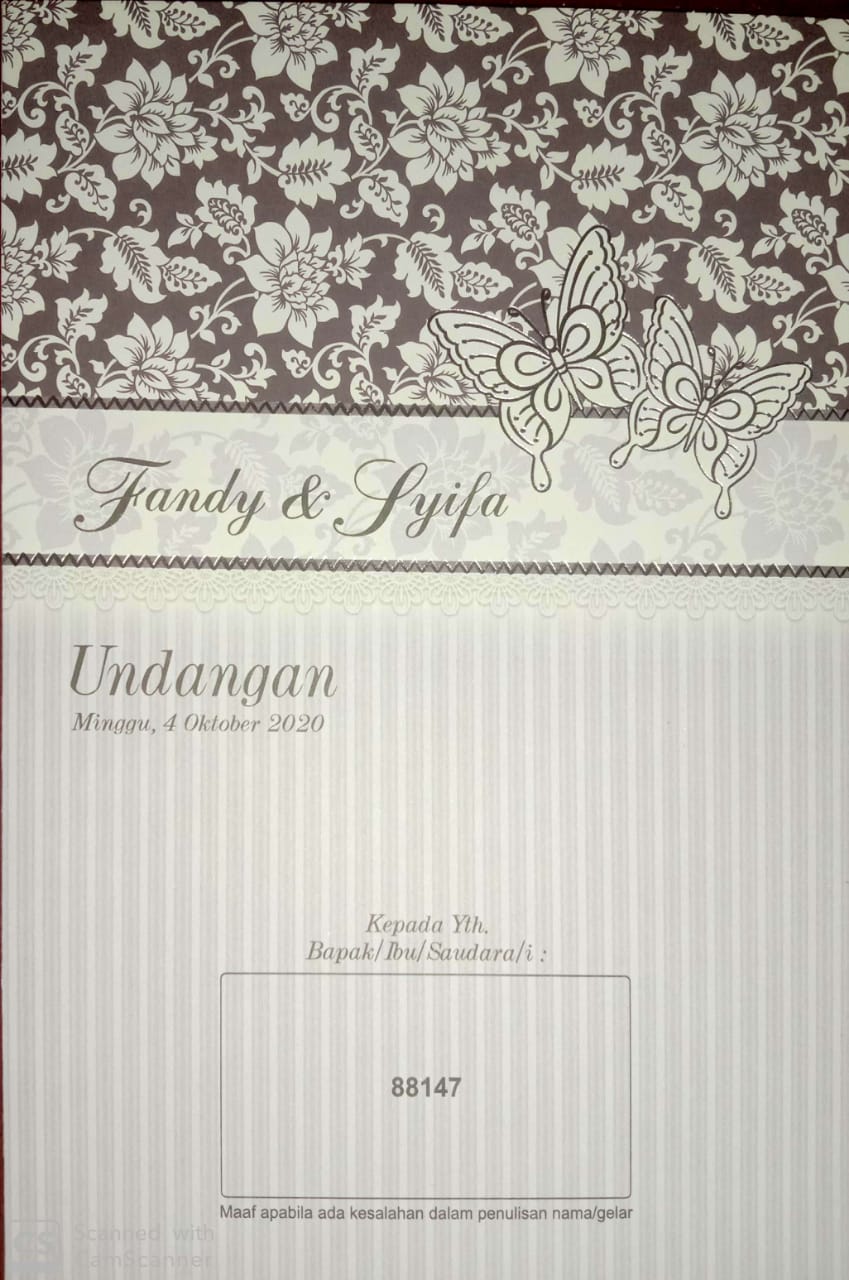 Fandy & Syifa
Undangan
Minggu, 4 Oktober 2020
Kepada Yth.
Bapak/Ibu/Saudara/i :
88147
Maaf apabila ada kesalahan dalam penulisan nama/gelar
CS
Scanned with
CamScanner